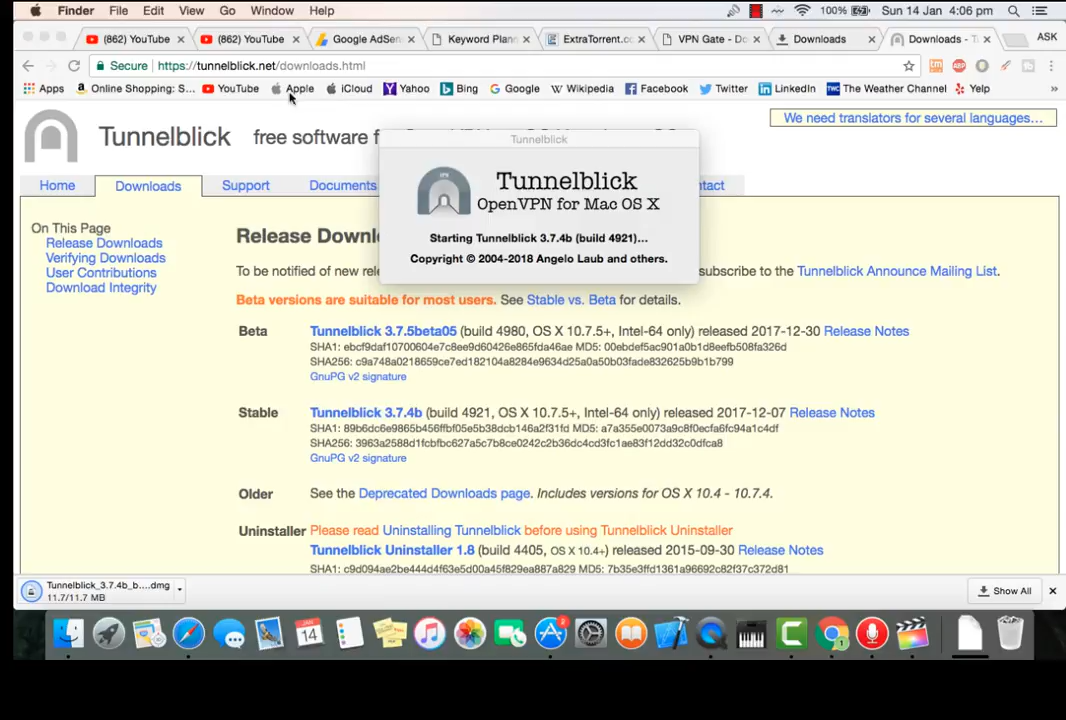 Finder File Edit View History Bookmarks Window Help 100% Sun 14 Jan 4:06 pm
(862) YouTube (862) YouTube Google AdSen Keyword Plan ExtraTorrent.cc VPN Gate - Do Downloads Downloads - T ASK
Secure https://tunnelblick.net/downloads.html
Apps Online Shopping: S... YouTube Apple iCloud Yahoo Bing Google Wikipedia Facebook Twitter LinkedIn TWC The Weather Channel Yelp »
Tunnelblick free software f
We need translators for several languages…
Tunnelblick
Home Downloads Support Documents ntact
Tunnelblick
OpenVPN for Mac OS X
Starting Tunnelblick 3.7.4b (build 4921)...
Copyright © 2004-2018 Angelo Laub and others.
On This Page
Release Downloads
Verifying Downloads
User Contributions
Download Integrity
Release Downl
To be notified of new rel subscribe to the Tunnelblick Announce Mailing List.
Beta versions are suitable for most users. See Stable vs. Beta for details.
Beta Tunnelblick 3.7.5beta05 (build 4980, OS X 10.7.5+, Intel-64 only) released 2017-12-30 Release Notes
SHA1: ebcf9daf10700604e7c8ee9d60426e865fda46ae MD5: 00ebdef5ac901a0b1d8eefb508fa326d
SHA256: c9a748a0218659ce7ed182104a8284e9634d25a0a50b03fade832625b9b1b799
GnuPG v2 signature
Stable Tunnelblick 3.7.4b (build 4921, OS X 10.7.5+, Intel-64 only) released 2017-12-07 Release Notes
SHA1: 89b6dc6e9865b456ffbf05e5b38dcb146a2f31fd MD5: a7a355e0073a9c8f0ecfa6fc94a1c4df
SHA256: 3963a2588d1fcbfbc627a5c7b8ce0242c2b36dc4cd3fc1ae83f12dd32c0dfca8
GnuPG v2 signature
Older See the Deprecated Downloads page. Includes versions for OS X 10.4 - 10.7.4.
Uninstaller Please read Uninstalling Tunnelblick before using Tunnelblick Uninstaller
Tunnelblick Uninstaller 1.8 (build 4405, OS X 10.4+) released 2015-09-30 Release Notes
SHA1: c9d094ae2be444d4f63e5d00a45f829ea887a829 MD5: 7b35e3ffd1361a96692c82f37c372d81
Tunnelblick_3.7.4b_b....dmg
11.7/11.7 MB
Show All